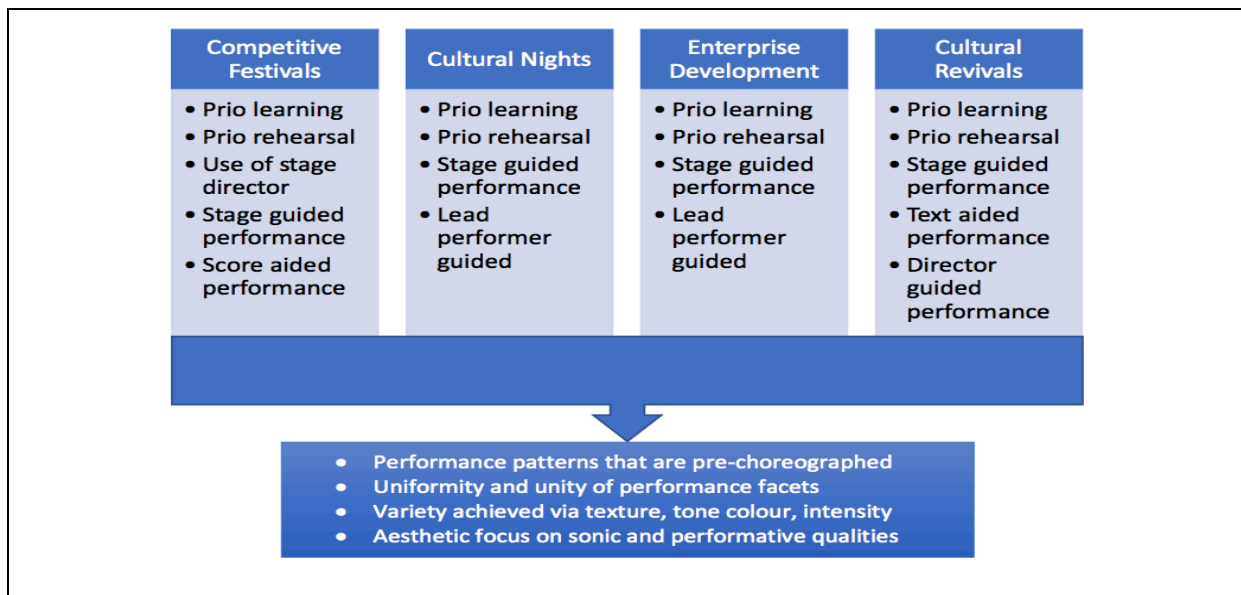 Competitive
Festivals
• Prio learning
• Prio rehearsal
• Use of stage
director
• Stage guided
performance
• Score aided
performance
Cultural Nights
• Prio learning
• Prio rehearsal
• Stage guided
performance
• Lead
performer
guided
Enterprise
Development
• Prio learning
• Prio rehearsal
• Stage guided
performance
• Lead
performer
guided
Cultural
Revivals
• Prio learning
• Prio rehearsal
• Stage guided
performance
• Text aided
performance
• Director
guided
performance
• Performance patterns that are pre-choreographed
• Uniformity and unity of performance facets
• Variety achieved via texture, tone colour, intensity
• Aesthetic focus on sonic and performative qualities